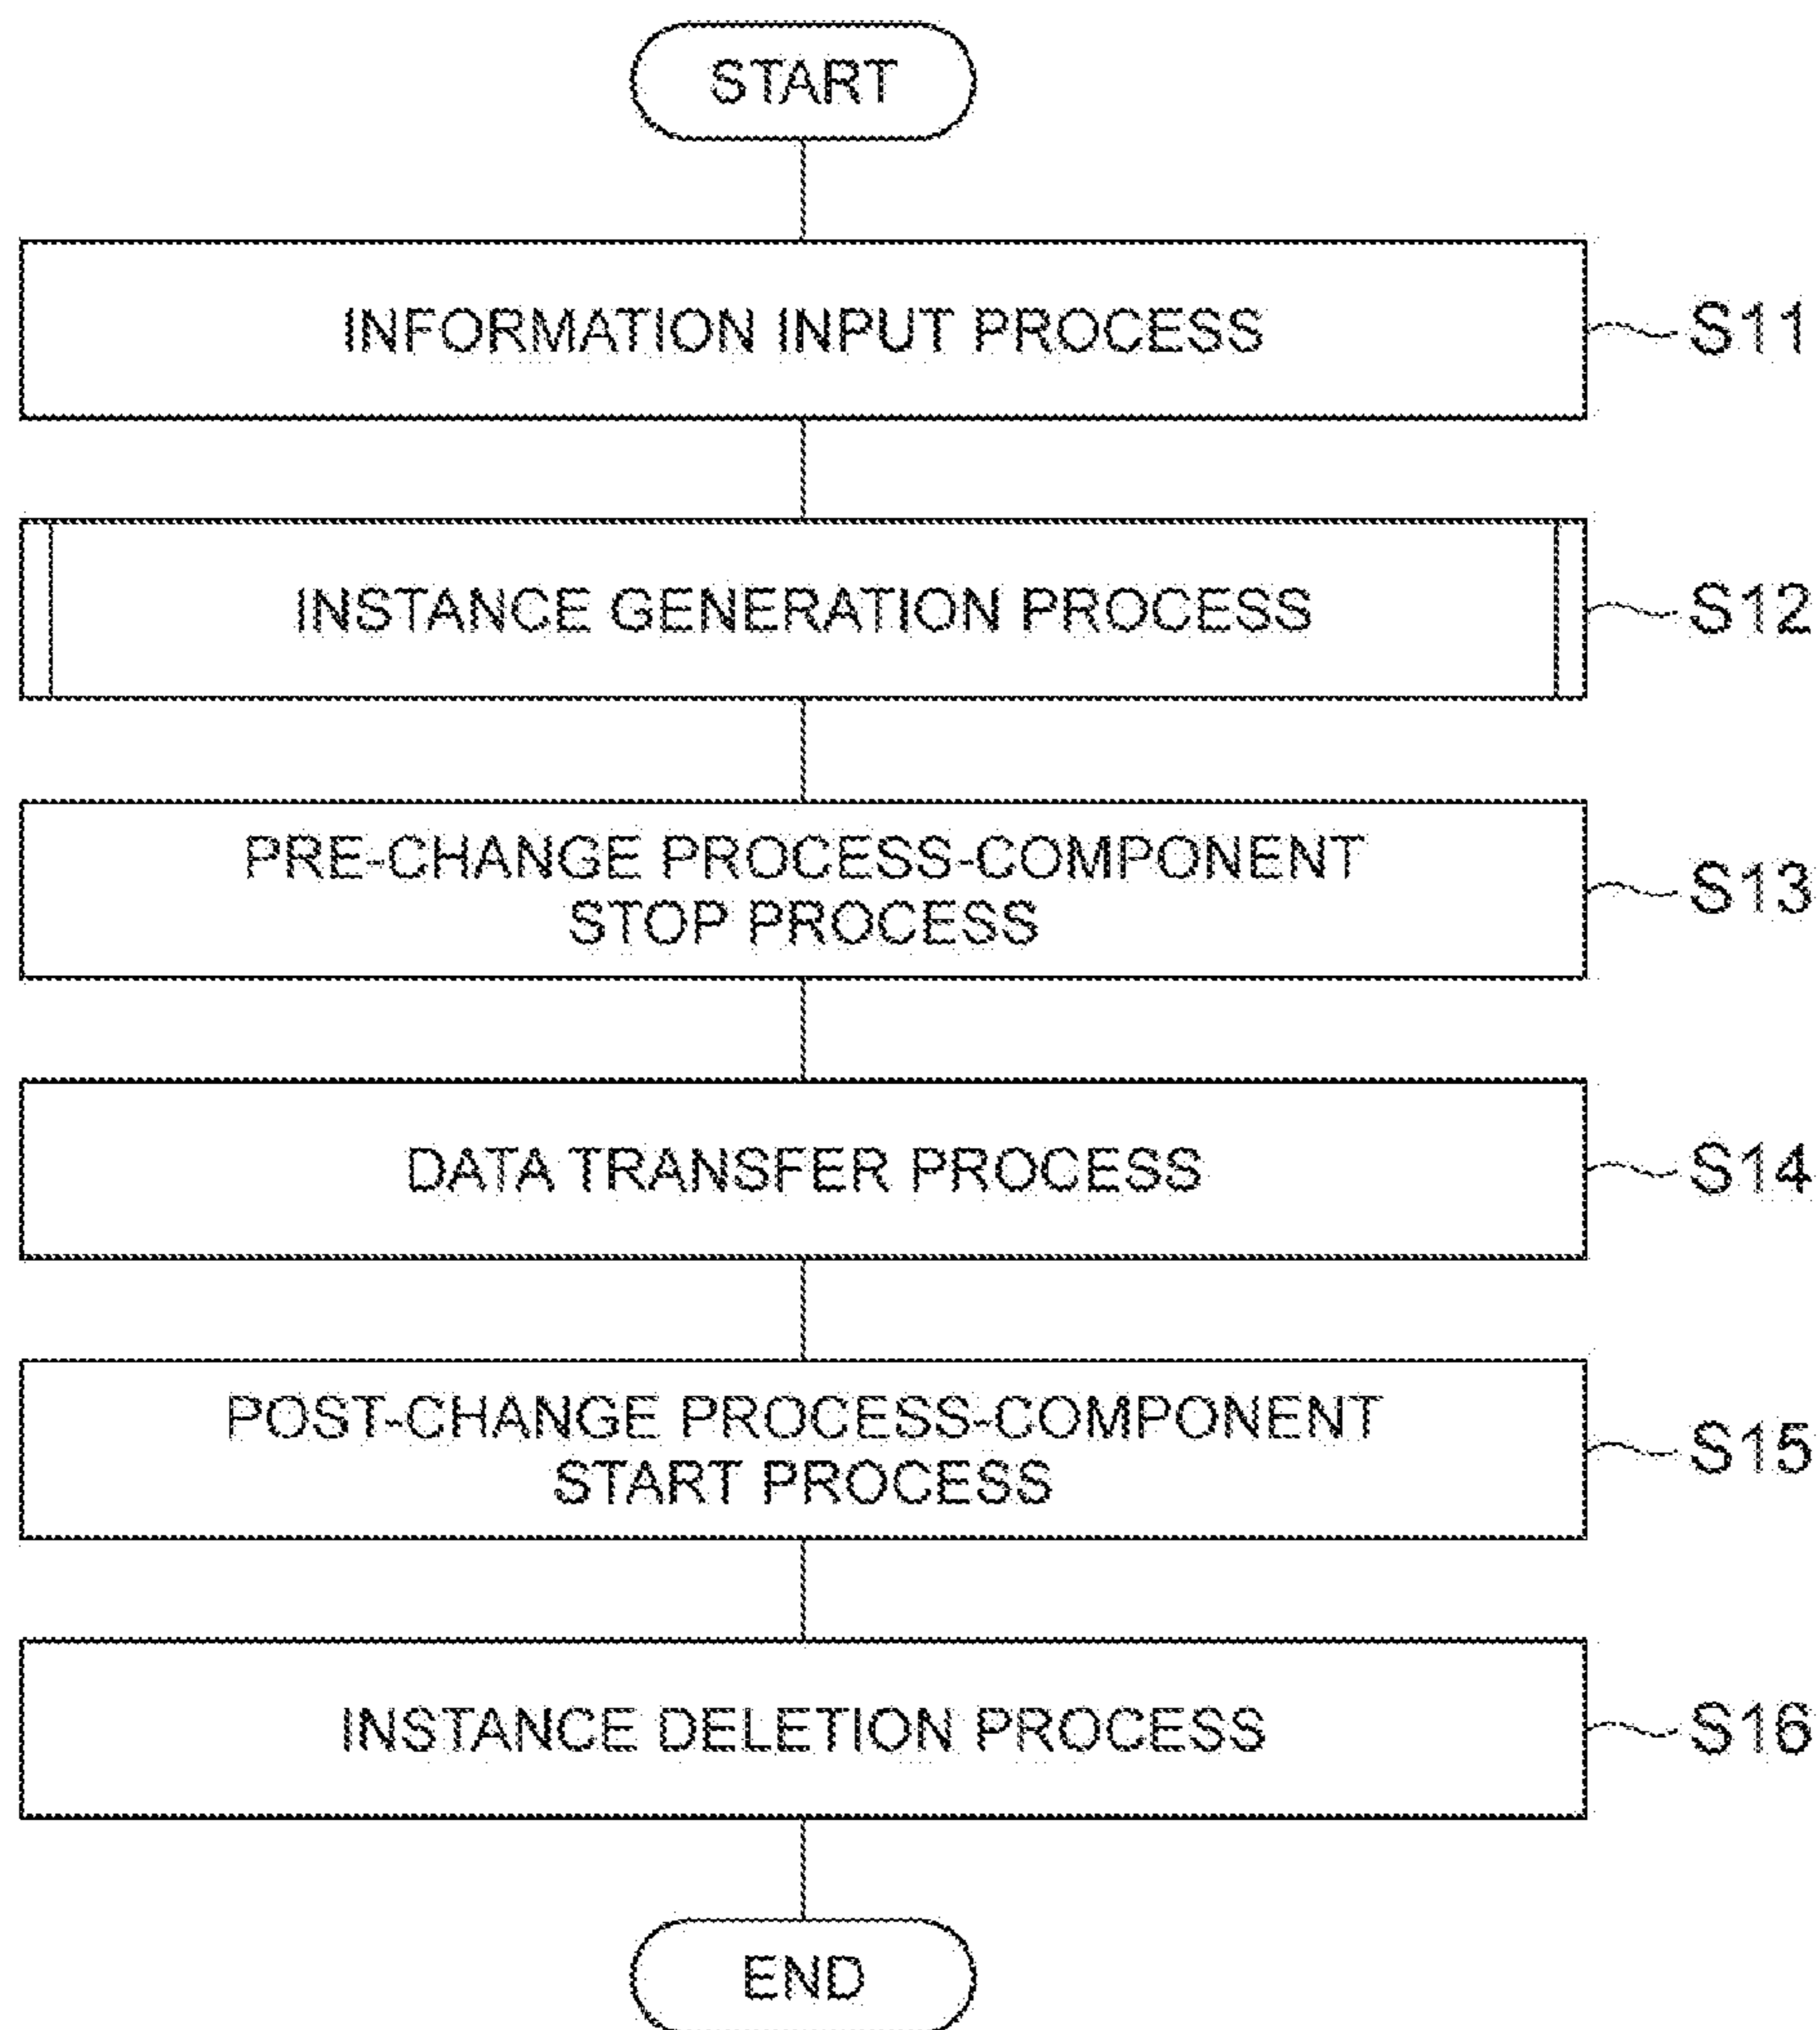 START
INFORMATION INPUT PROCESS
S11
INSTANCE GENERATION PROCESS
S12
PRE-CHANGE PROCESS-COMPONENT
STOP PROCESS
S13
DATA TRANSFER PROCESS
S14
POST-CHANGE PROCESS-COMPONENT
START PROCESS
S15
INSTANCE DELETION PROCESS
S16
END